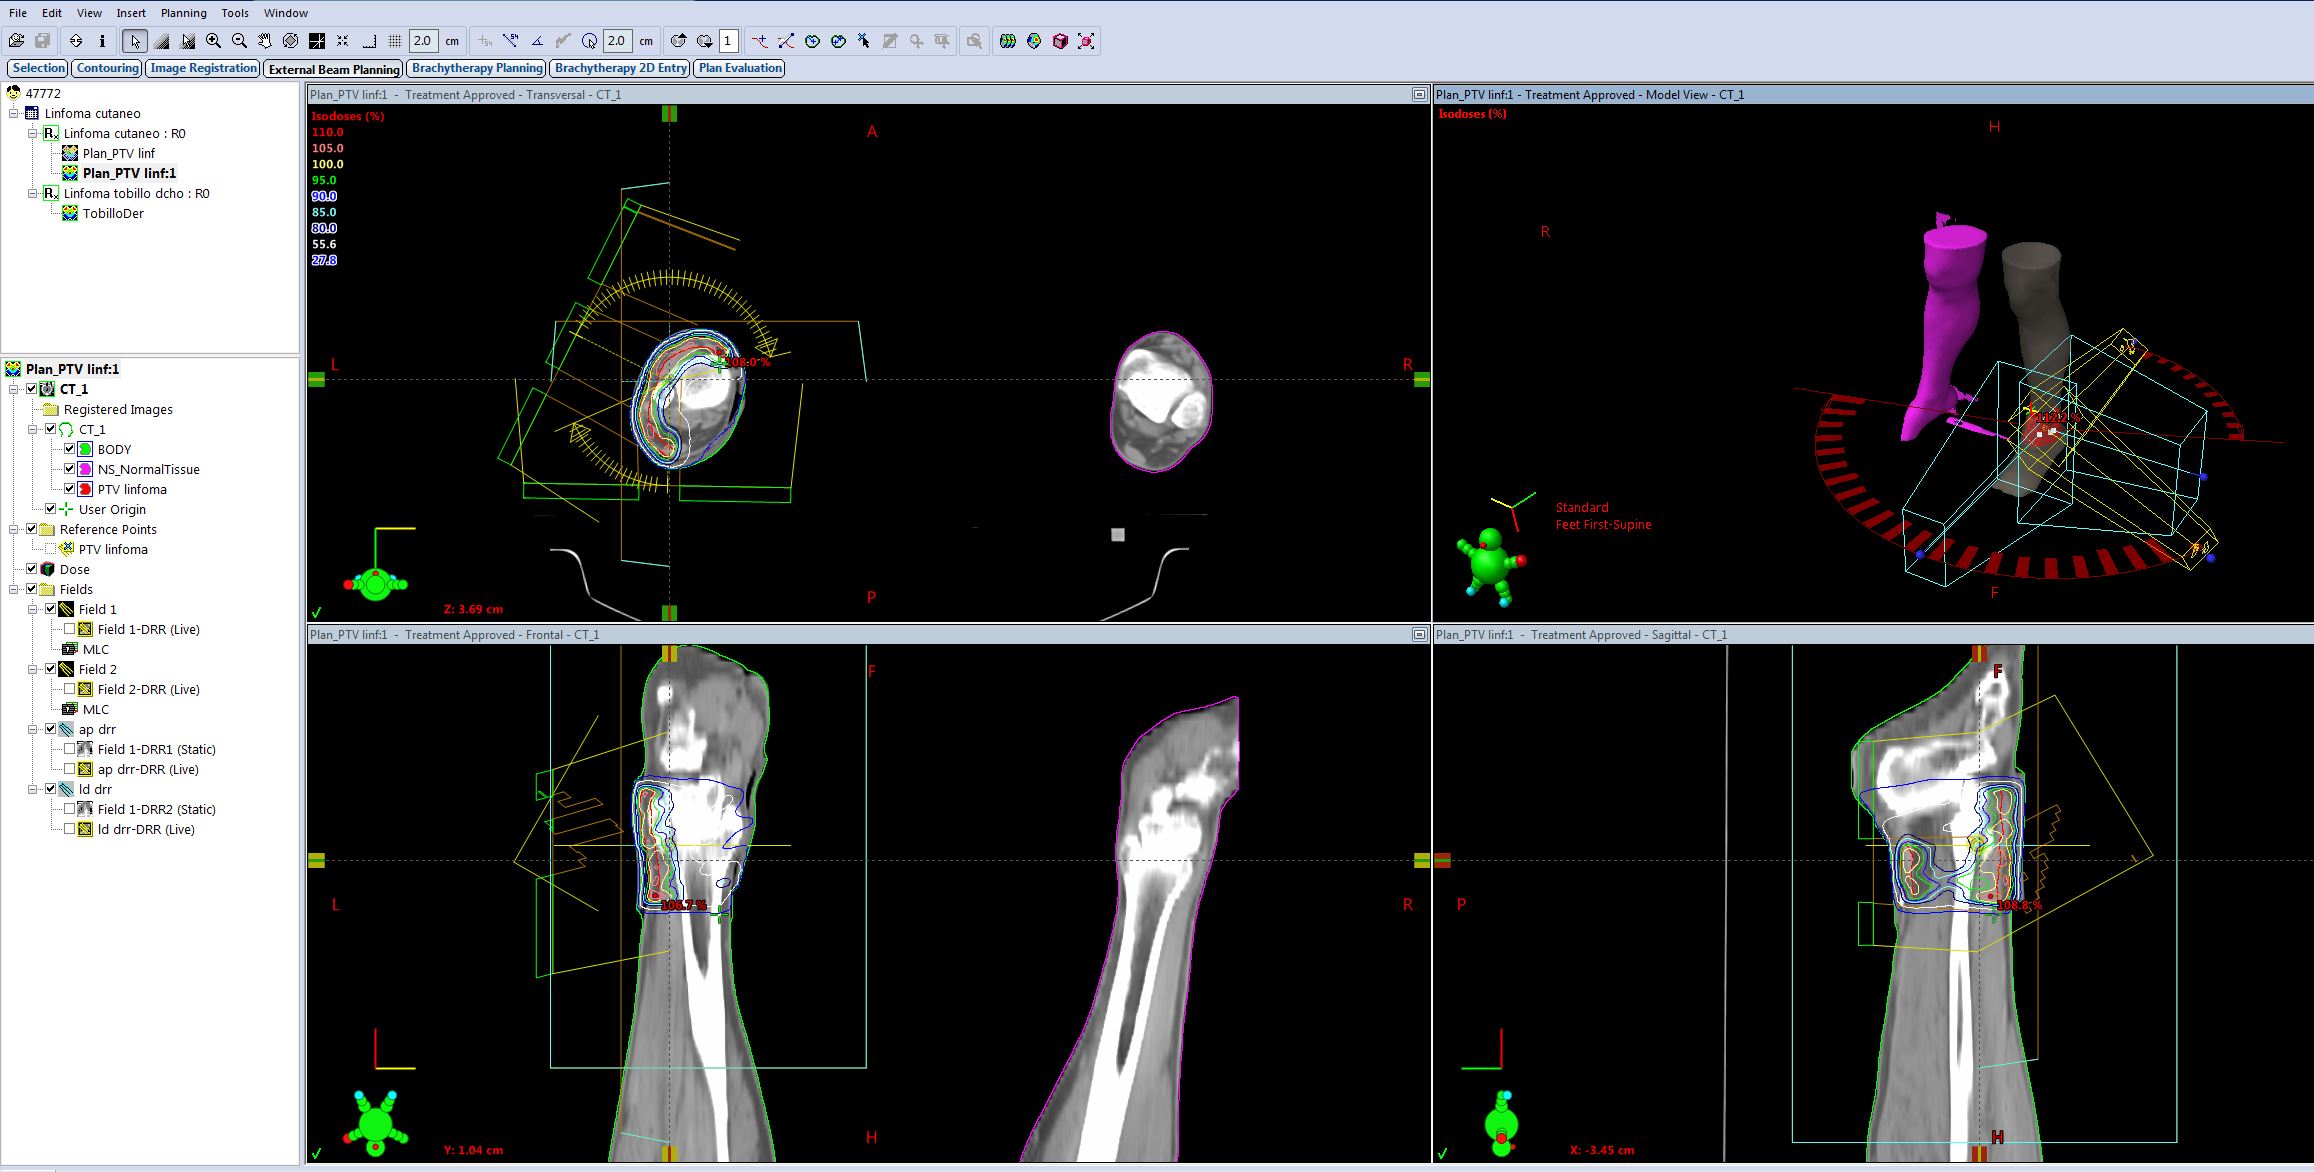 File Edit View Insert Planning Tools Window
2.0 cm 2.0 cm 1
Selection Contouring Image Registration External Beam Planning Brachytherapy Planning Brachytherapy 2D Entry Plan Evaluation
47772
Linfoma cutaneo
Rx Linfoma cutaneo : R0
Plan_PTV linf
Plan_PTV linf:1
Rx Linfoma tobillo dcho : R0
TobilloDer
Plan_PTV linf:1
CT_1
Registered Images
CT_1
BODY
NS_NormalTissue
PTV linfoma
User Origin
Reference Points
PTV linfoma
Dose
Fields
Field 1
Field 1-DRR (Live)
MLC
Field 2
Field 2-DRR (Live)
MLC
ap drr
Field 1-DRR1 (Static)
ap drr-DRR (Live)
ld drr
Field 1-DRR2 (Static)
ld drr-DRR (Live)
Plan_PTV linf:1 - Treatment Approved - Transversal - CT_1
Isodoses (%)
110.0
105.0
100.0
95.0
90.0
85.0
80.0
55.6
27.8
A
L
R
108.0 %
P
Z: 3.69 cm
Plan_PTV linf:1 - Treatment Approved - Model View - CT_1
Isodoses (%)
H
R
Standard
Feet First-Supine
F
Plan_PTV linf:1 - Treatment Approved - Frontal - CT_1
F
L
R
106.7 %
H
Y: 1.04 cm
Plan_PTV linf:1 - Treatment Approved - Sagittal - CT_1
F
P
108.8 %
H
X: -3.45 cm